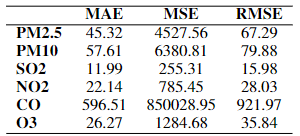 MAE MSE RMSE
PM2.5 45.32 4527.56 67.29
PM10 57.61 6380.81 79.88
SO2 11.99 255.31 15.98
NO2 22.14 785.45 28.03
CO 596.51 850028.95 921.97
O3 26.27 1284.68 35.84